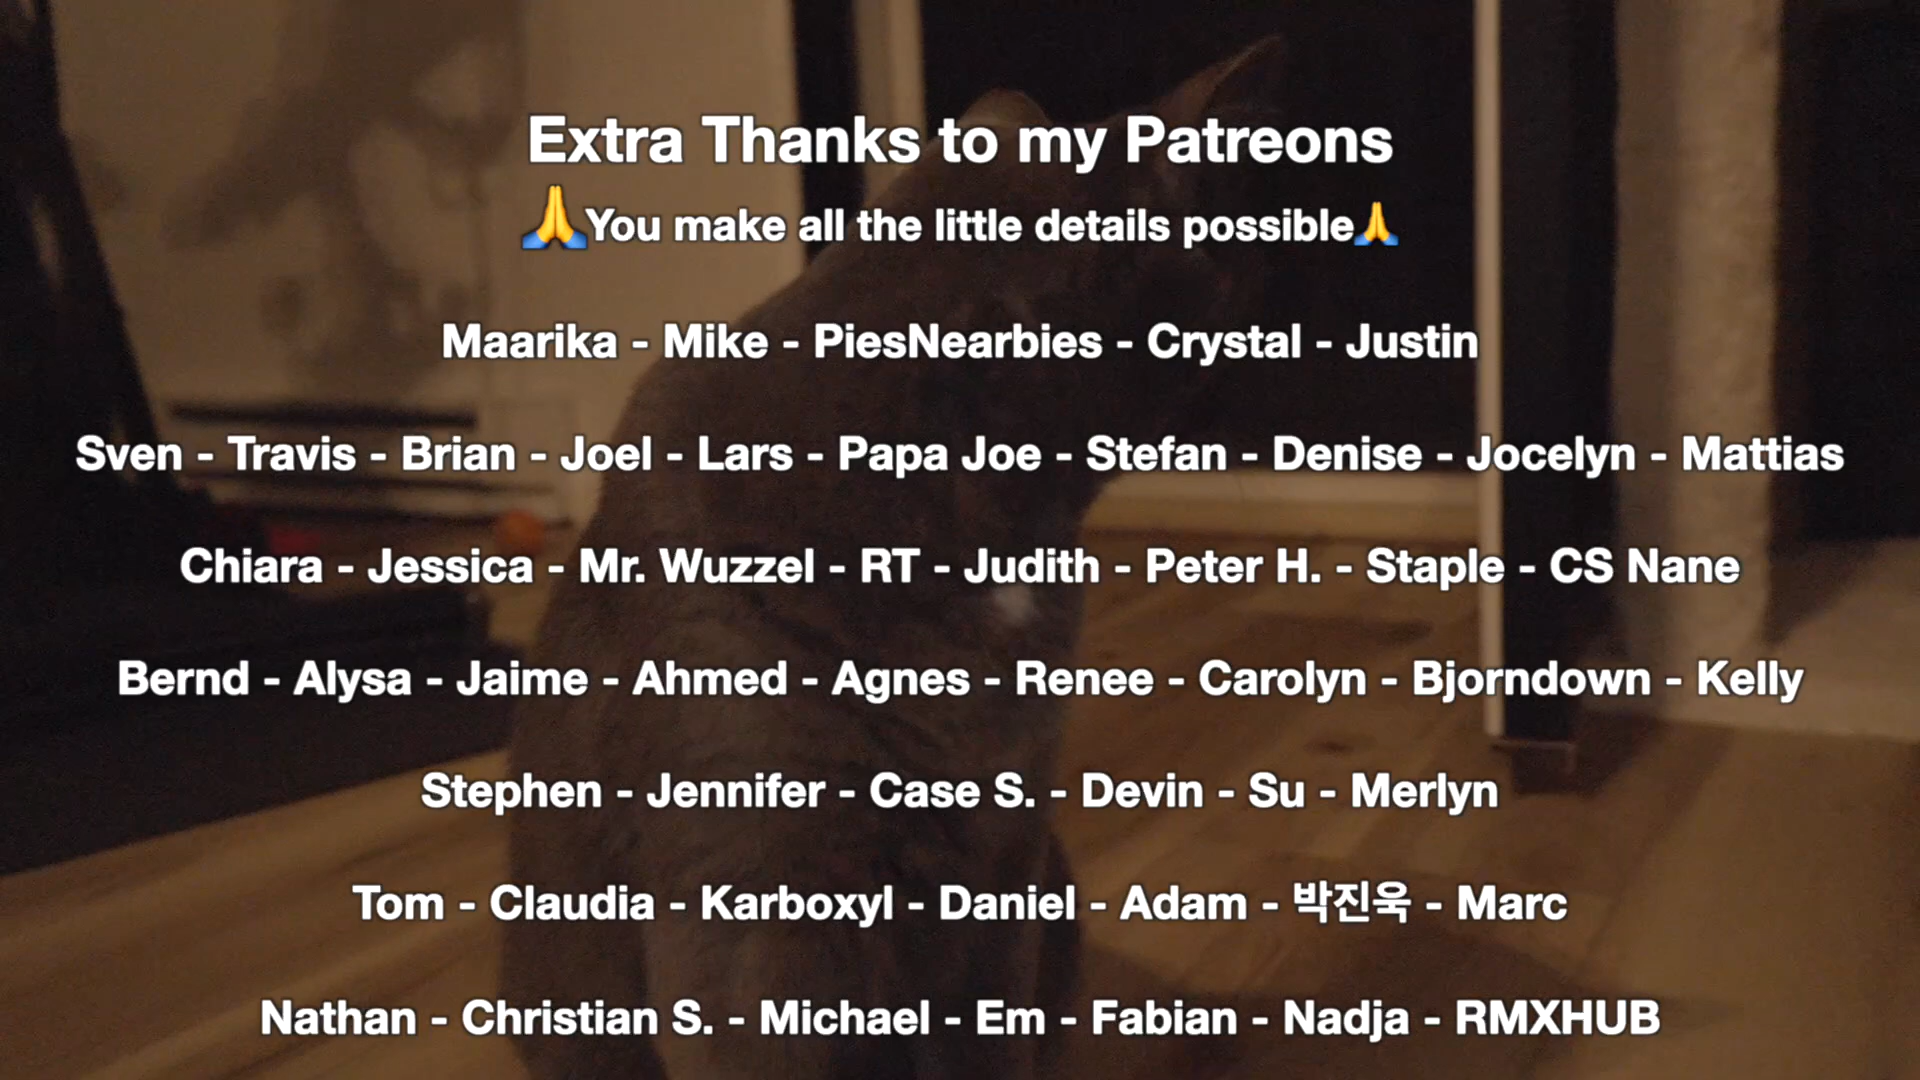 Extra Thanks to my Patreons
🙏You make all the little details possible🙏
Maarika - Mike - PiesNearbies - Crystal - Justin
Sven - Travis - Brian - Joel - Lars - Papa Joe - Stefan - Denise - Jocelyn - Mattias
Chiara - Jessica - Mr. Wuzzel - RT - Judith - Peter H. - Staple - CS Nane
Bernd - Alysa - Jaime - Ahmed - Agnes - Renee - Carolyn - Bjorndown - Kelly
Stephen - Jennifer - Case S. - Devin - Su - Merlyn
Tom - Claudia - Karboxyl - Daniel - Adam - 박진욱 - Marc
Nathan - Christian S. - Michael - Em - Fabian - Nadja - RMXHUB